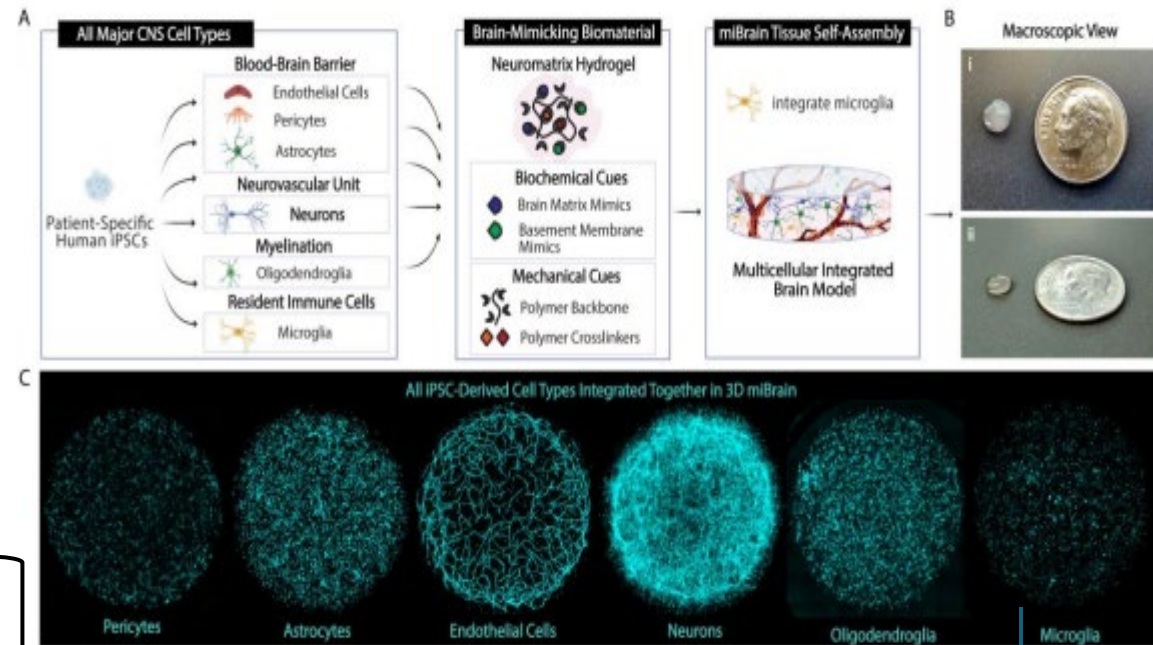 A
All Major CNS Cell Types
Blood-Brain Barrier
Endothelial Cells
Pericytes
Astrocytes
Neurovascular Unit
Neurons
Myelination
Oligodendroglia
Resident Immune Cells
Microglia
Patient-Specific
Human iPSCs
Brain-Mimicking Biomaterial
Neuromatrix Hydrogel
Biochemical Cues
Brain Matrix Mimics
Basement Membrane
Mimics
Mechanical Cues
Polymer Backbone
Polymer Crosslinkers
miBrain Tissue Self-Assembly
integrate microglia
Multicellular Integrated
Brain Model
B
Macroscopic View
i
ii
C
All iPSC-Derived Cell Types Integrated Together in 3D miBrain
Pericytes
Astrocytes
Endothelial Cells
Neurons
Oligodendroglia
Microglia